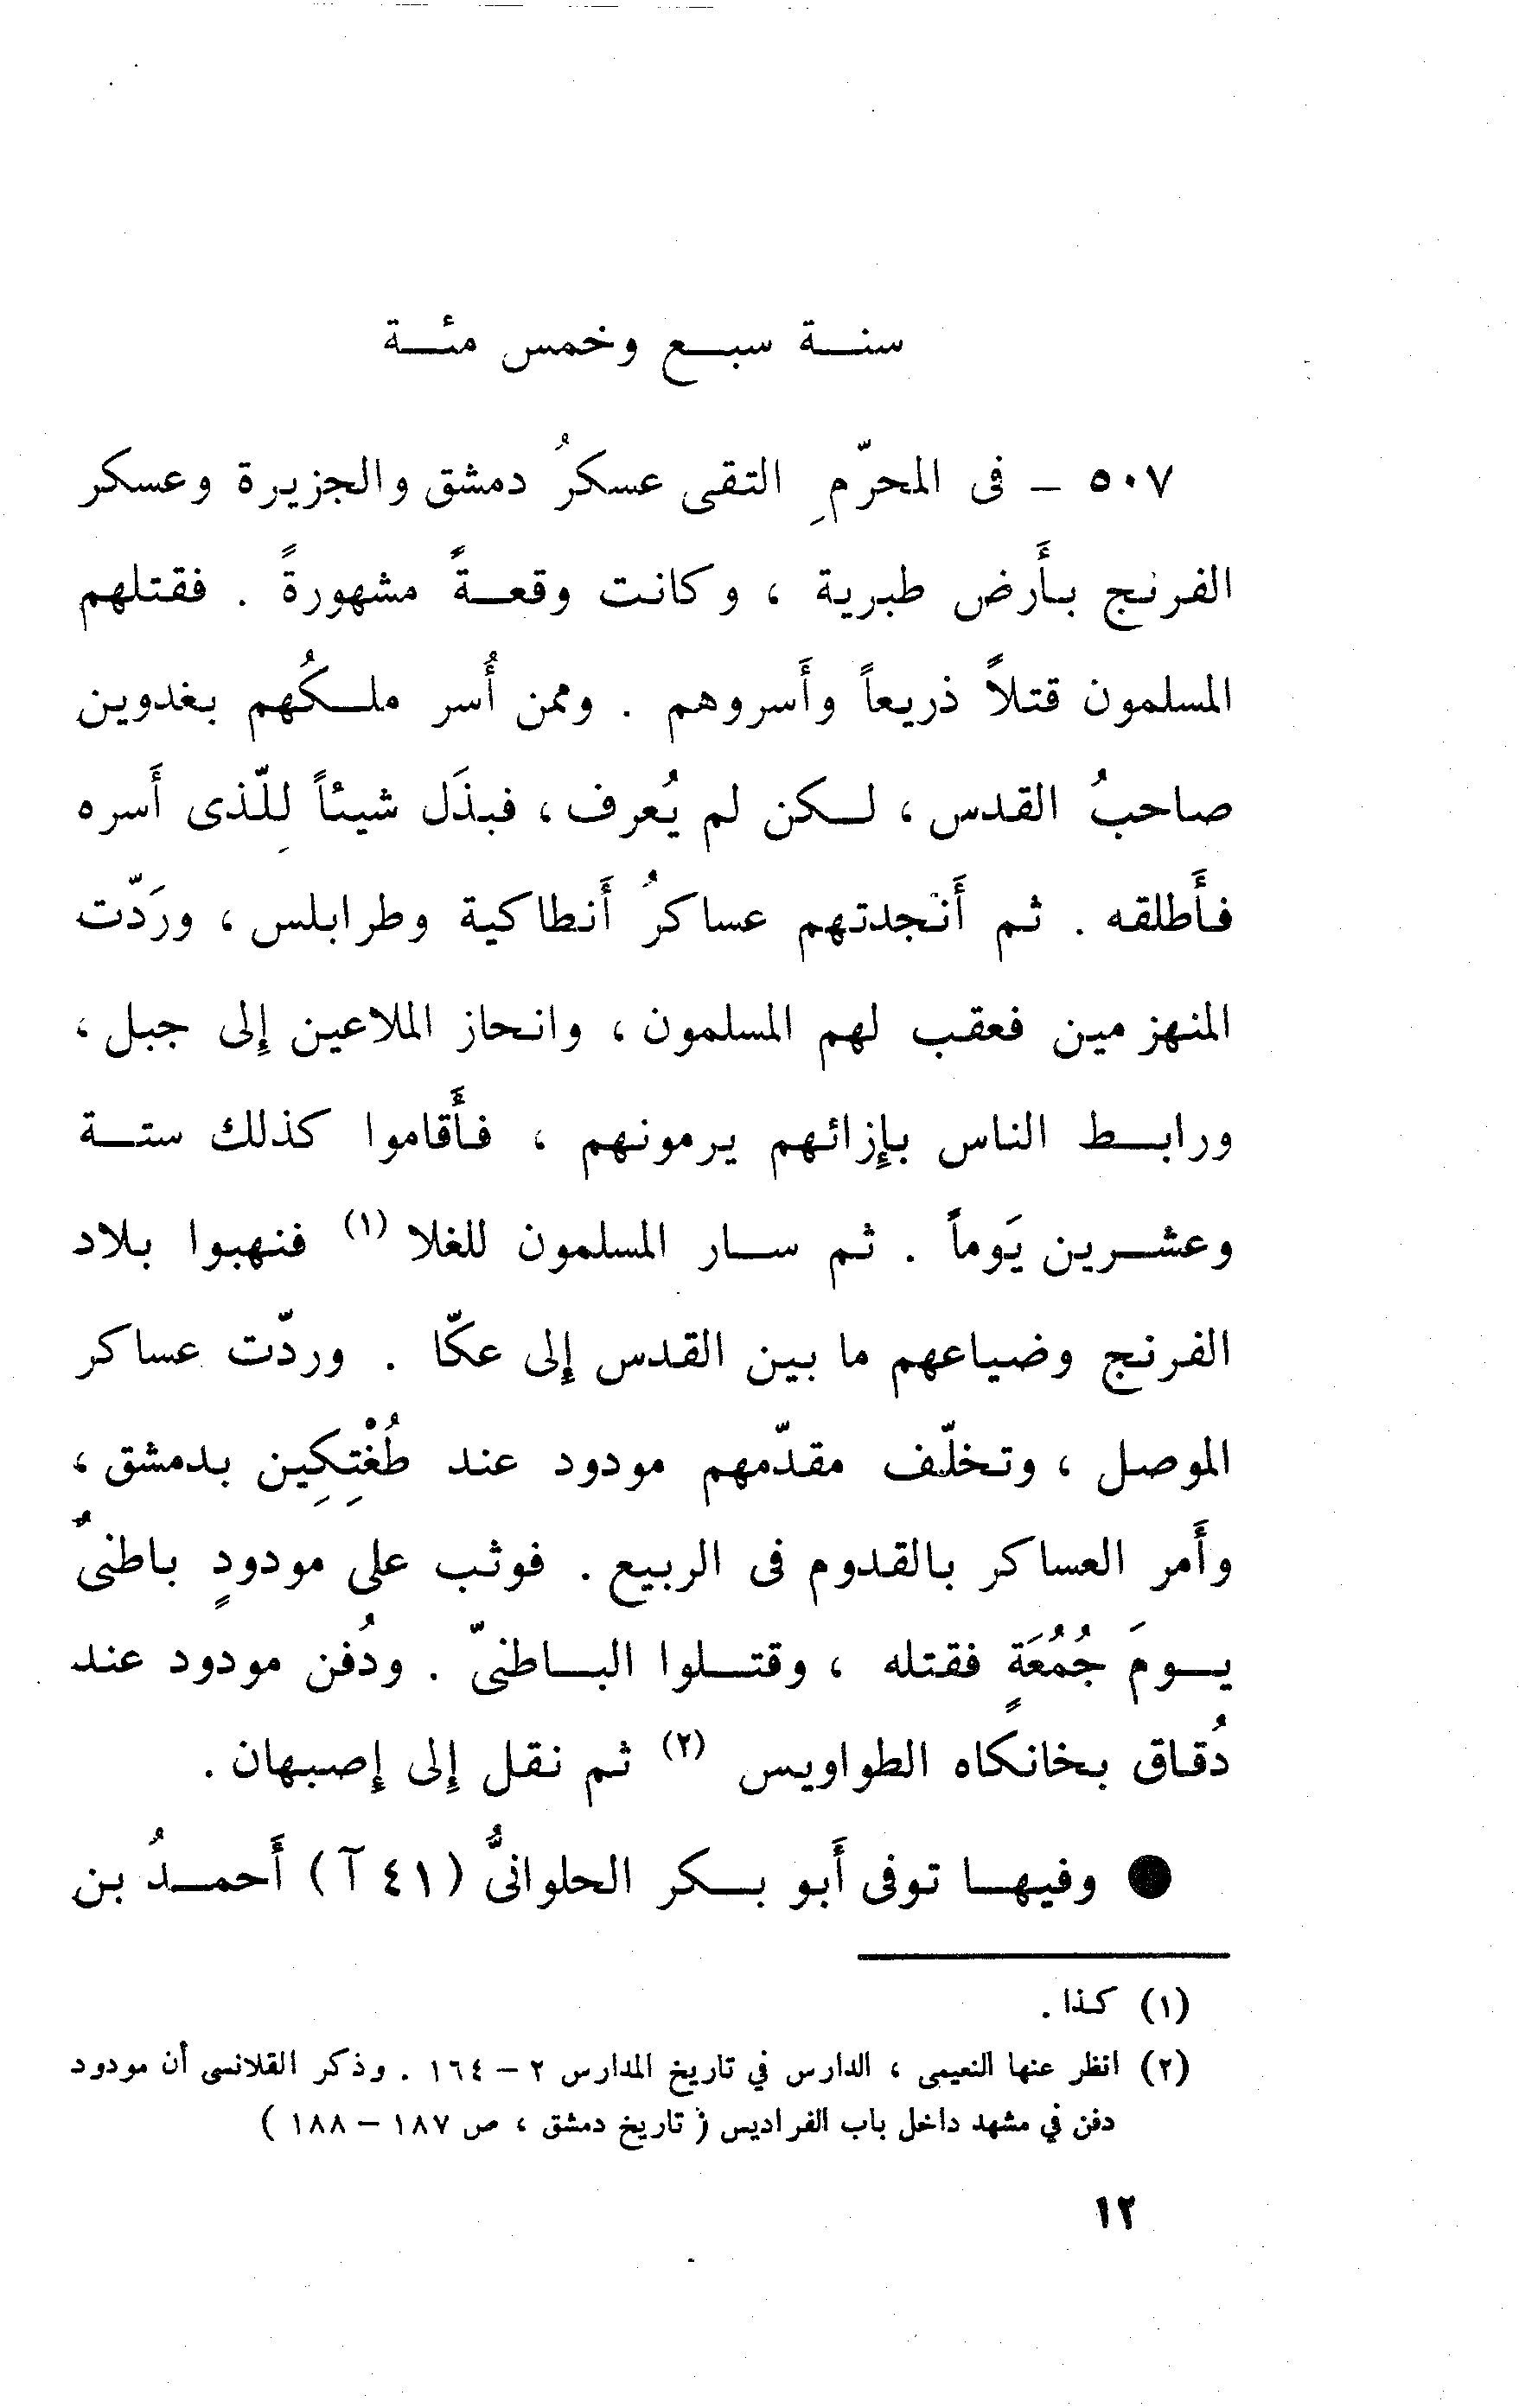 سنة سبع وخمس مئة
٥٠٧ – فى المحرّمِ التقى عسكرُ دمشق والجزيرة وعسكر
الفرنج بأَرض طبرية ، وكانت وقعةً مشهورةً . فقتلهم
المسلمون قتلاً ذريعاً وأَسروهم . وممن أُسر ملكُهم بغدوين
صاحبُ القدس ، لكن لم يُعرف ، فبذَل شيئاً لِلّذى أَسره
فأَطلقه . ثم أَنجدتهم عساكرُ أَنطاكية وطرابلس ، وردَّت
المنهزمين فعقب لهم المسلمون ، وانحاز الملاعين إلى جبل ،
ورابط الناس بإزائهم يرمونهم ، فأَقاموا كذلك ستة
وعشرين يَوماً . ثم سار المسلمون للغلا (١) فنهبوا بلاد
الفرنج وضياعهم ما بين القدس إلى عكّا . وردّت عساكر
الموصل ، وتخلّف مقدّمهم مودود عند طُغْتِكِين بدمشق ،
وأَمر العساكر بالقدوم فى الربيع . فوثب على مودودٍ باطنىٌ
يومَ جُمُعَةٍ فقتله ، وقتلوا الباطنىّ . ودُفن مودود عند
دُقاق بخانكاه الطواويس (٢) ثم نقل إلى إصبهان .
● وفيها توفى أَبو بكر الحلوانىُّ (٤١ آ) أَحمدُ بن
(١) كذا .
(٢) انظر عنها النعيمى ، الدارس في تاريخ المدارس ٢ – ١٦٤ . وذكر القلانسى أن مودود
دفن في مشهد داخل باب الفراديس ( تاريخ دمشق ، ص ١٨٧ – ١٨٨ )
١٢